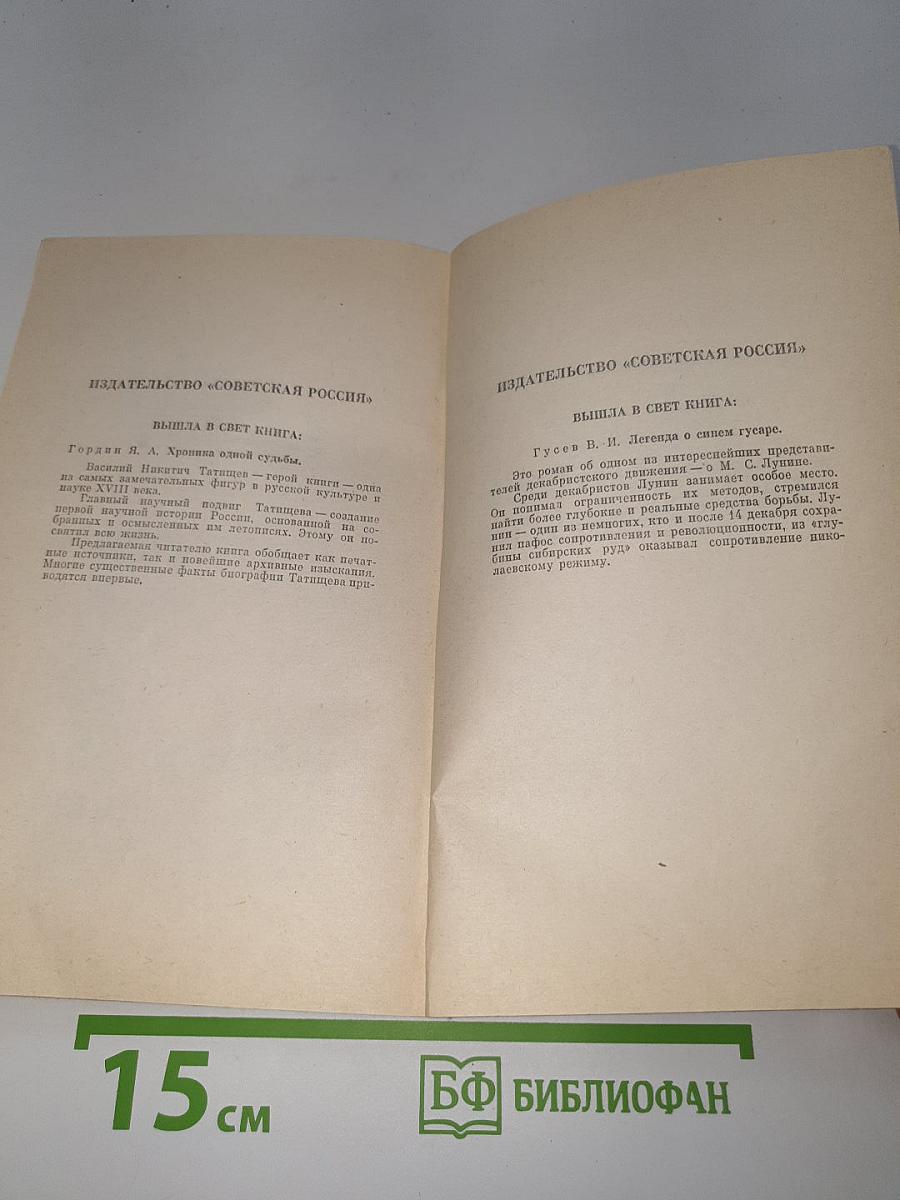 ИЗДАТЕЛЬСТВО «СОВЕТСКАЯ РОССИЯ»
ВЫШЛА В СВЕТ КНИГА:
Гордин Я. А. Хроника одной судьбы.
Василий Никитич Татищев — герой книги — одна
из самых замечательных фигур в русской культуре и
науке XVIII века.
Главный научный подвиг Татищева — создание
первой научной истории России, основанной на со-
бранных и осмысленных им летописях. Этому он по-
святил всю жизнь.
Предлагаемая читателю книга обобщает как печат-
ные источники, так и новейшие архивные изыскания.
Многие существенные факты биографии Татищева при-
водятся впервые.
ИЗДАТЕЛЬСТВО «СОВЕТСКАЯ РОССИЯ»
ВЫШЛА В СВЕТ КНИГА:
Гусев В. И. Легенда о синем гусаре.
Это роман об одном из интереснейших представи-
телей декабристского движения — о М. С. Лунине.
Среди декабристов Лунин занимает особое место.
Он понимал ограниченность их методов, стремился
найти более глубокие и реальные средства борьбы. Лу-
нин — один из немногих, кто и после 14 декабря сохра-
нил пафос сопротивления и революционности, из «глу-
бины сибирских руд» оказывал сопротивление нико-
лаевскому режиму.
15 см
БФ БИБЛИОФАН